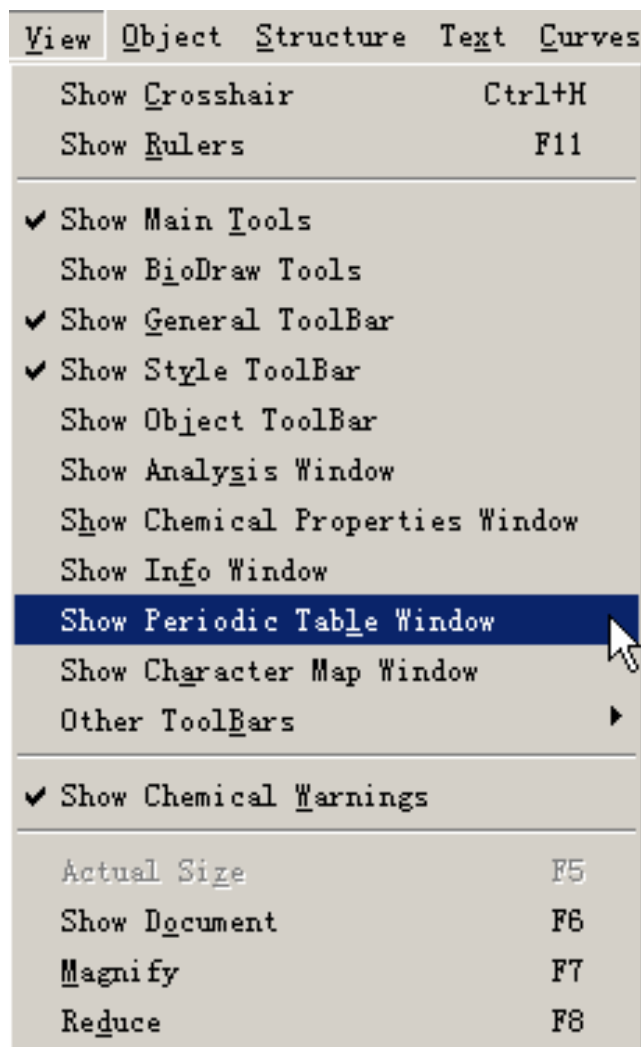 View Object Structure Text Curves
Show Crosshair Ctrl+H
Show Rulers F11
Show Main Tools
Show BioDraw Tools
Show General ToolBar
Show Style ToolBar
Show Object ToolBar
Show Analysis Window
Show Chemical Properties Window
Show Info Window
Show Periodic Table Window
Show Character Map Window
Other ToolBars
Show Chemical Warnings
Actual Size F5
Show Document F6
Magnify F7
Reduce F8